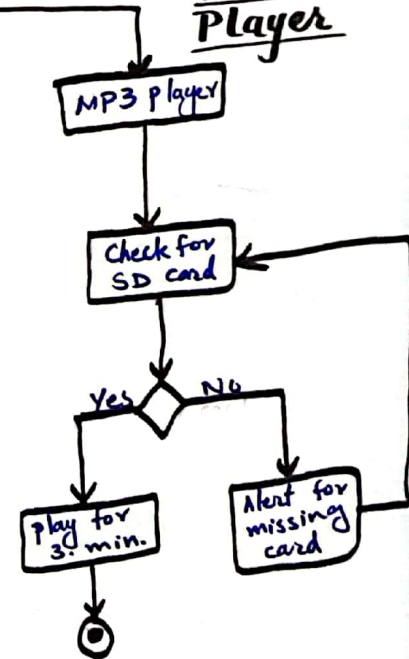 Player
MP3 player
Check for
SD card
Yes
No
Play for
3. min.
Alert for
missing
card